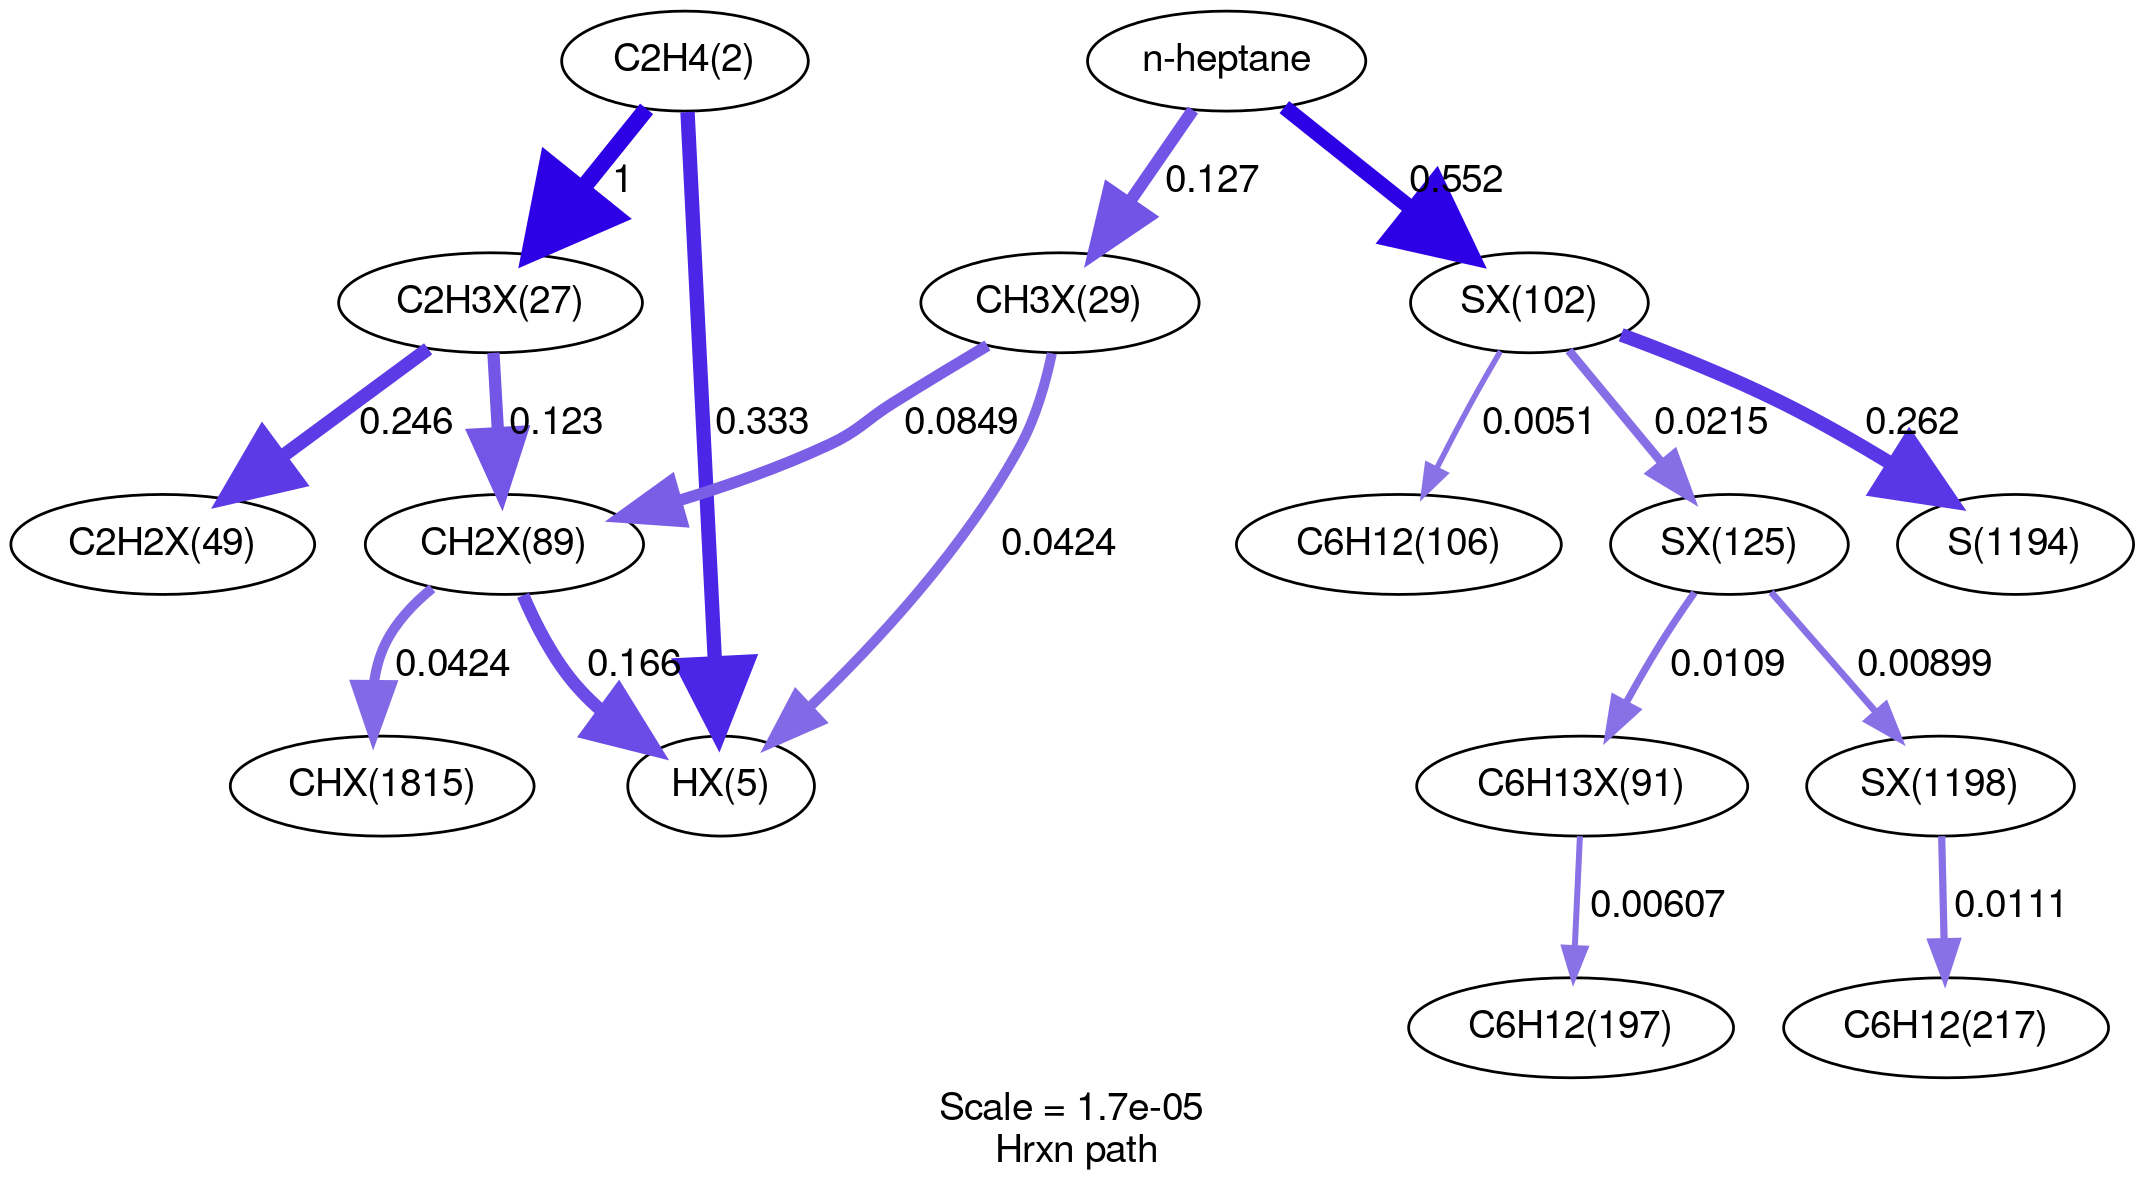 C2H4(2)
n-heptane
1
0.127
0.552
C2H3X(27)
CH3X(29)
SX(102)
0.246
0.123
0.333
0.0849
0.0051
0.0215
0.262
C2H2X(49)
CH2X(89)
0.0424
C6H12(106)
SX(125)
S(1194)
0.0424
0.166
0.0109
0.00899
CHX(1815)
HX(5)
C6H13X(91)
SX(1198)
0.00607
0.0111
C6H12(197)
C6H12(217)
Scale = 1.7e-05
Hrxn path